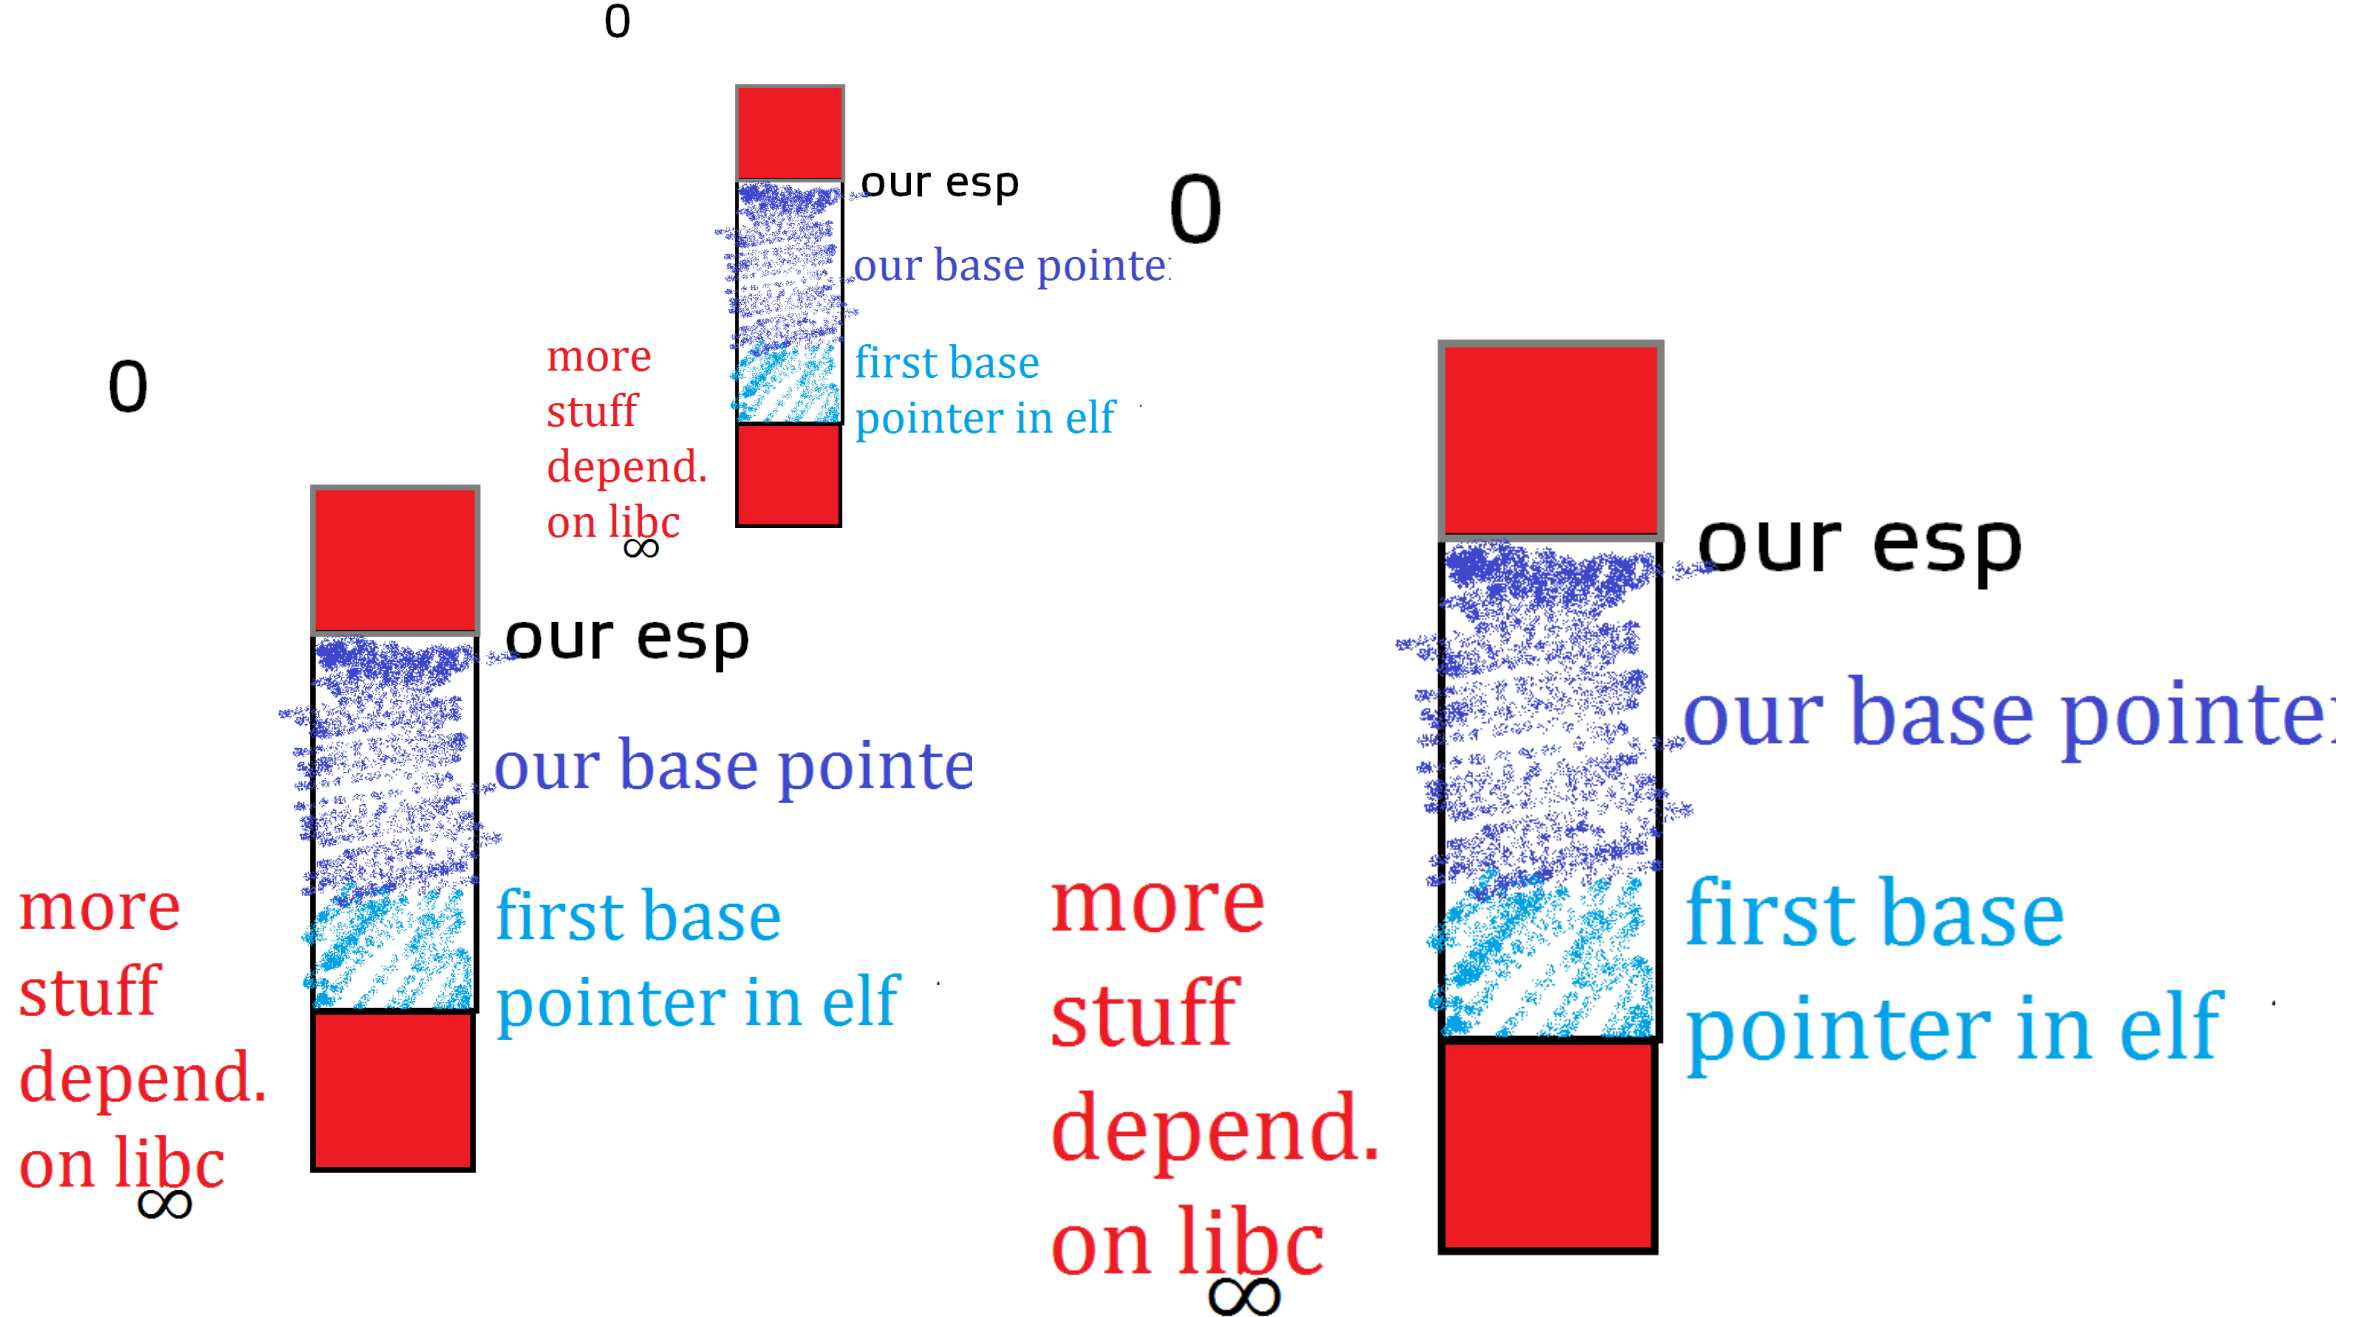 0
our esp
our base pointe
more
stuff
depend.
on libc
first base
pointer in elf
∞
0
our esp
our base pointe
first base
pointer in elf
more
stuff
depend.
on libc
∞
0
our esp
our base pointe
more
stuff
depend.
on libc
first base
pointer in elf
∞